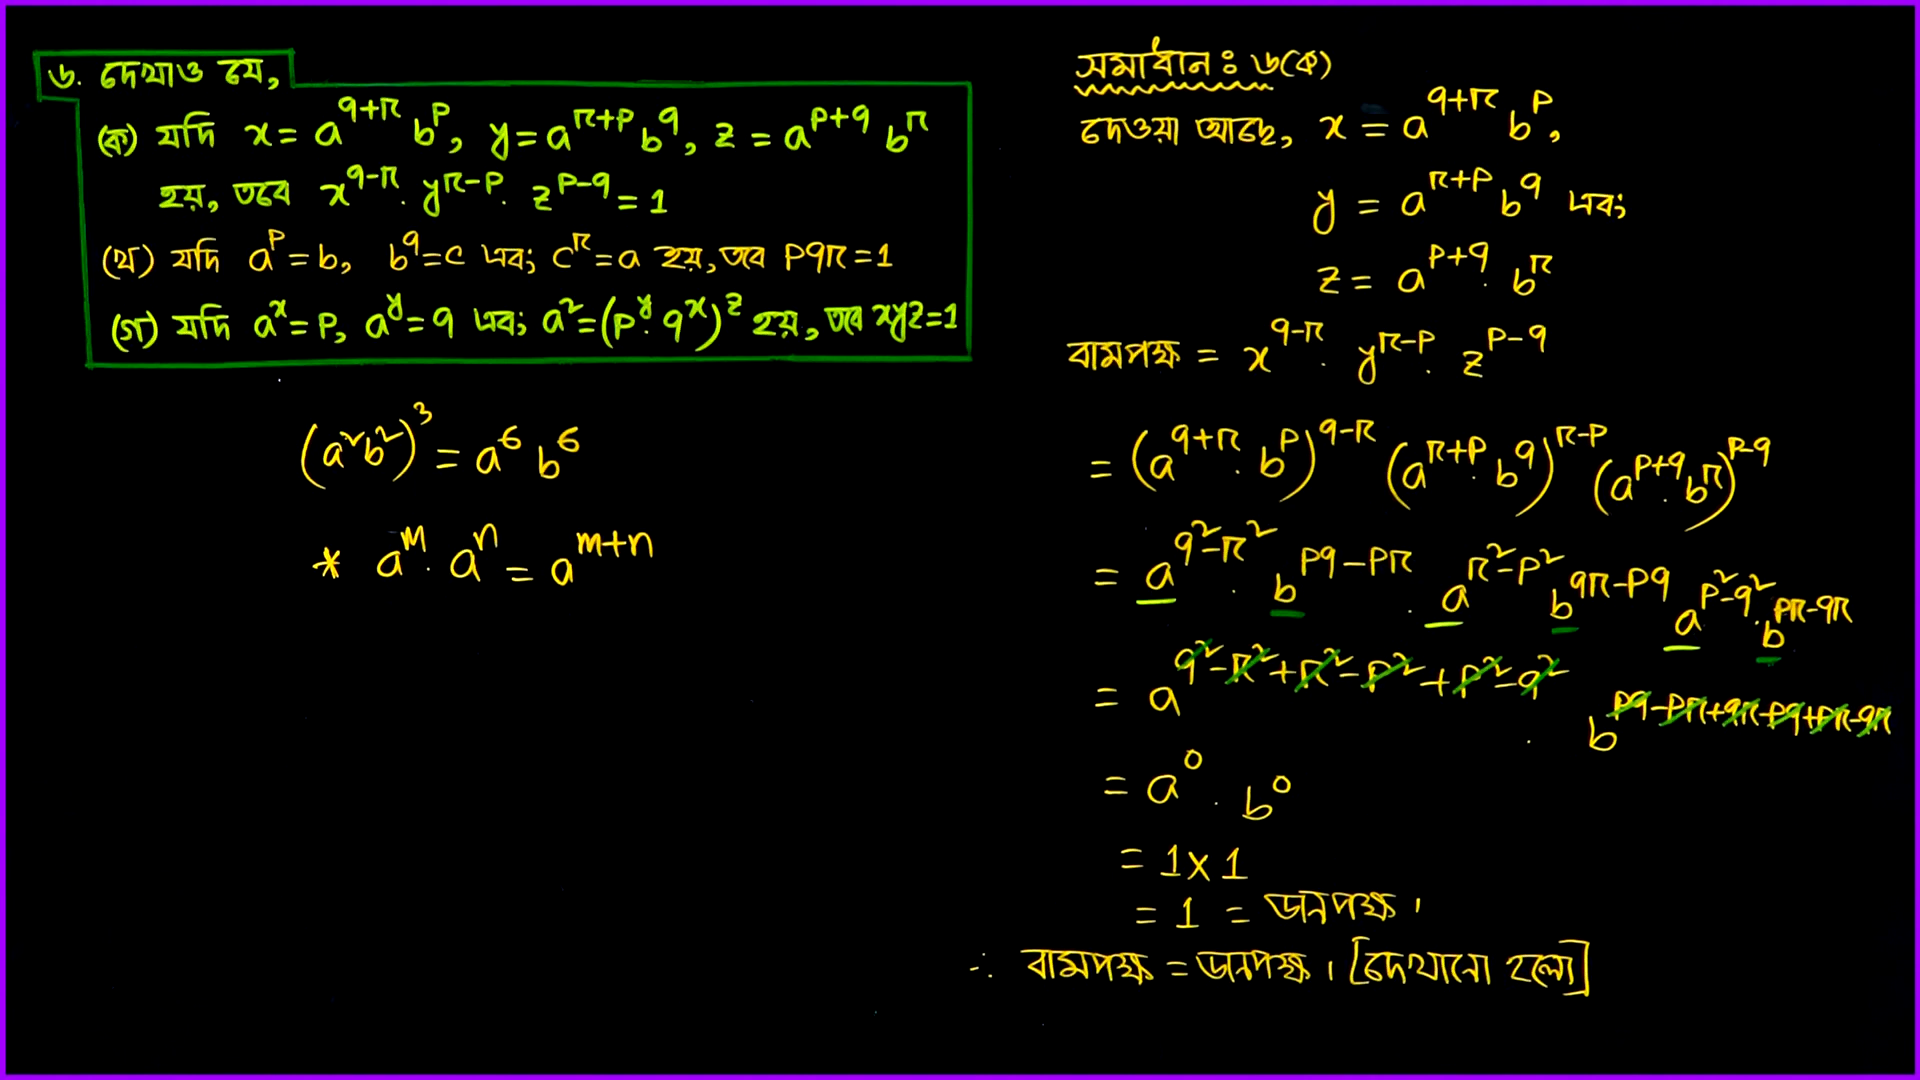 ৬. দেখাও যে,
(ক) যদি x = a^{q+r} b^p, y = a^{r+p} b^q, z = a^{p+q} b^r
হয়, তবে x^{q-r} . y^{r-p} . z^{p-q} = 1
(খ) যদি a^p = b, b^q = c এবং c^r = a হয়, তবে pqr = 1
(গ) যদি a^x = p, a^y = q এবং a^2 = (p^y . q^x)^z হয়, তবে xyz = 1
(a^2 b^2)^3 = a^6 b^6
* a^m . a^n = a^{m+n}
সমাধান : ৬(ক)
দেওয়া আছে, x = a^{q+r} b^p,
y = a^{r+p} b^q এবং
z = a^{p+q} . b^r
বামপক্ষ = x^{q-r} . y^{r-p} . z^{p-q}
= (a^{q+r} . b^p)^{q-r} (a^{r+p} . b^q)^{r-p} (a^{p+q} . b^r)^{p-q}
= a^{q^2-r^2} . b^{pq-pr} . a^{r^2-p^2} b^{qr-pq} a^{p^2-q^2} . b^{pr-qr}
= a^{q^2-r^2+r^2-p^2+p^2-q^2} . b^{pq-pr+qr-pq+pr-qr}
= a^0 . b^0
= 1 × 1
= 1 = ডানপক্ষ ।
∴ বামপক্ষ = ডানপক্ষ । [দেখানো হলো]